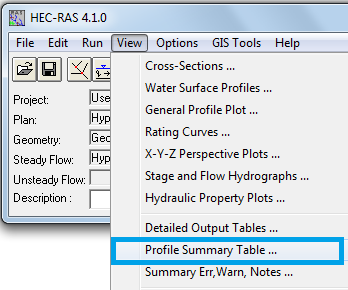 HEC-RAS 4.1.0
File Edit Run View Options GIS Tools Help
Cross-Sections ...
Water Surface Profiles ...
General Profile Plot ...
Rating Curves ...
X-Y-Z Perspective Plots ...
Stage and Flow Hydrographs ...
Hydraulic Property Plots ...
Detailed Output Tables ...
Profile Summary Table ...
Summary Err,Warn, Notes ...
Project: Use
Plan: Hyp
Geometry: Geo
Steady Flow: Hyp
Unsteady Flow:
Description :